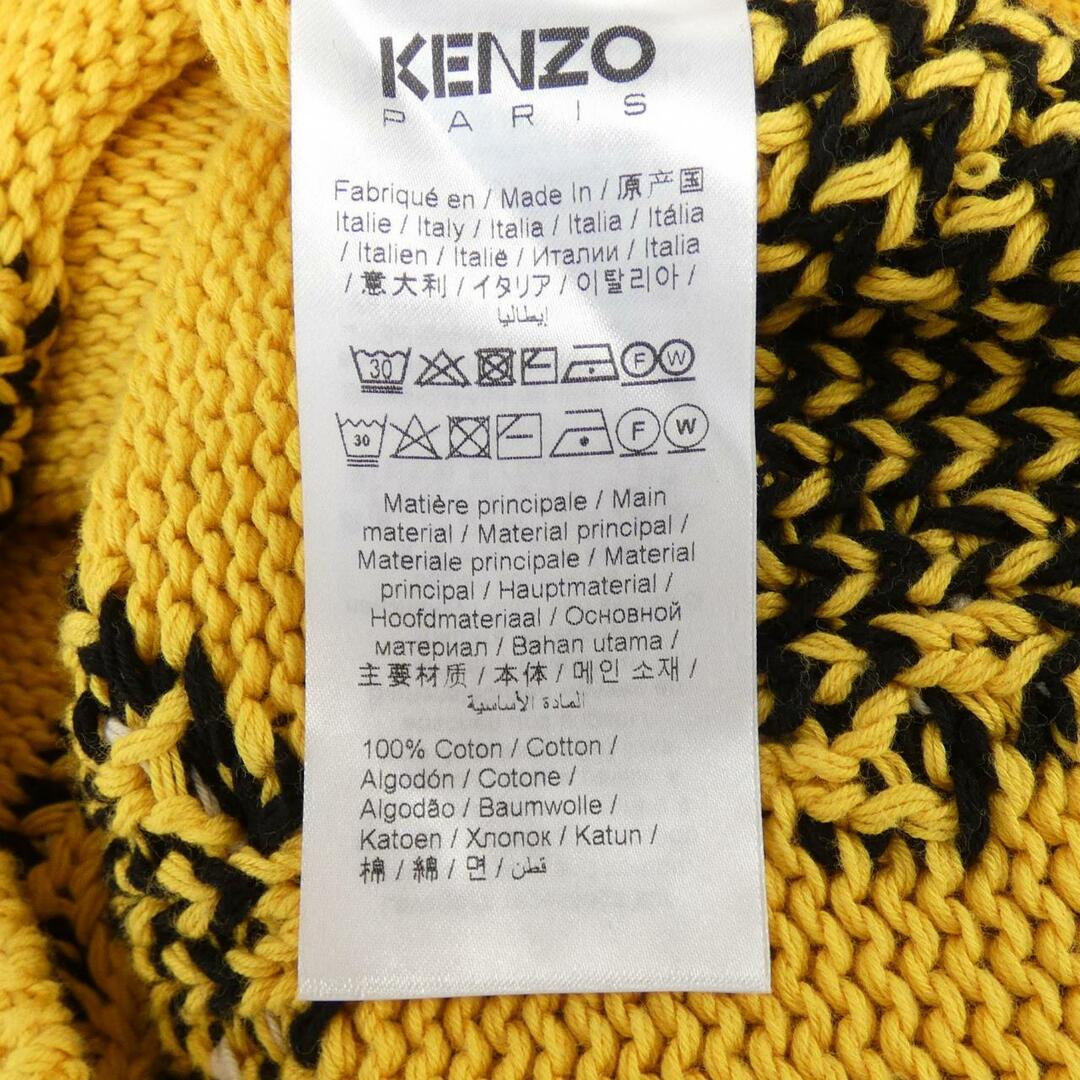 KENZO
PARIS
Fabriqué en / Made In / 原产国
Italie / Italy / Italia / Italia / Itália
/ Italien / Italië / Италии / Italia
/ 意大利 / イタリア / 이탈리아 /
إيطاليا
30 F W
30 F W
Matière principale / Main
material / Material principal /
Materiale principale / Material
principal / Hauptmaterial /
Hoofdmateriaal / Основной
материал / Bahan utama /
主要材质 / 本体 / 메인 소재 /
المادة الأساسية
100% Coton / Cotton /
Algodón / Cotone /
Algodão / Baumwolle /
Katoen / Хлопок / Katun /
棉 / 綿 / 면 / قطن